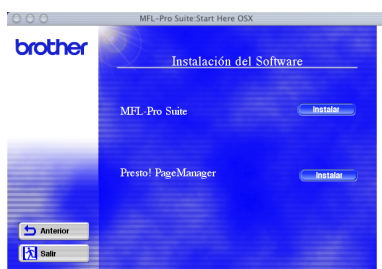 MFL-Pro Suite:Start Here OSX
brother
Instalación del Software
MFL-Pro Suite
Instalar
Presto! PageManager
Instalar
Anterior
Salir